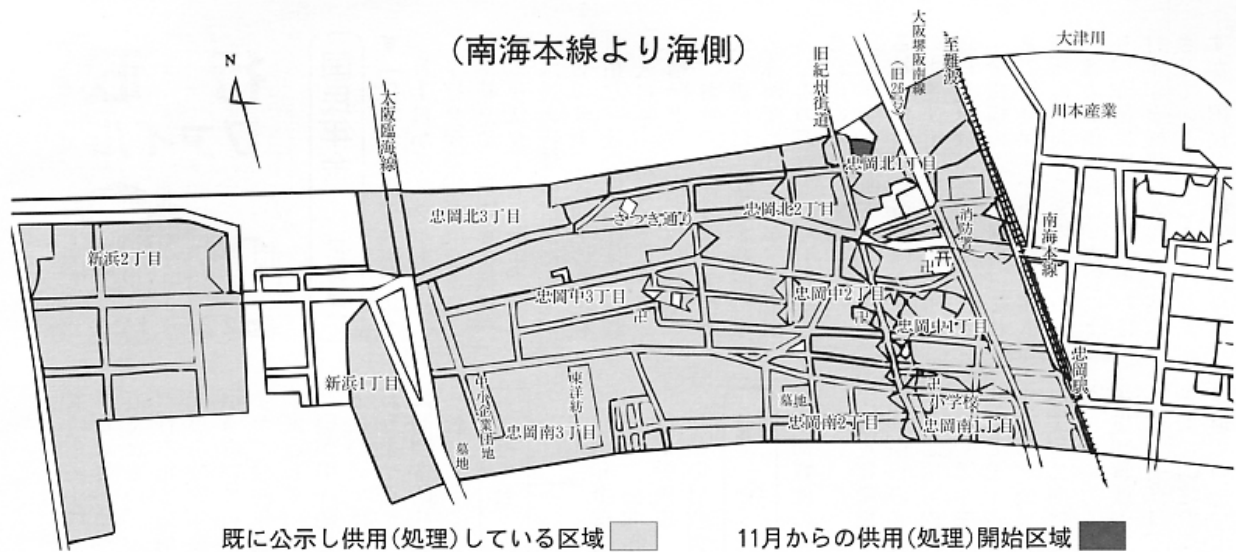 (南海本線より海側)
N
大阪臨海線
旧紀州街道
大阪堺阪南線
(旧26号)
至難波
大津川
川本産業
忠岡北1丁目
忠岡北3丁目
さつき通り
忠岡北2丁目
消防署
南海本線
新浜2丁目
卍
忠岡中3丁目
忠岡中2丁目
卍
卍
忠岡中1丁目
新浜1丁目
忠岡駅
中小企業団地
東洋紡
墓地
卍
小学校
忠岡南3丁目
忠岡南2丁目
忠岡南1丁目
墓地
既に公示し供用(処理)している区域
11月からの供用(処理)開始区域